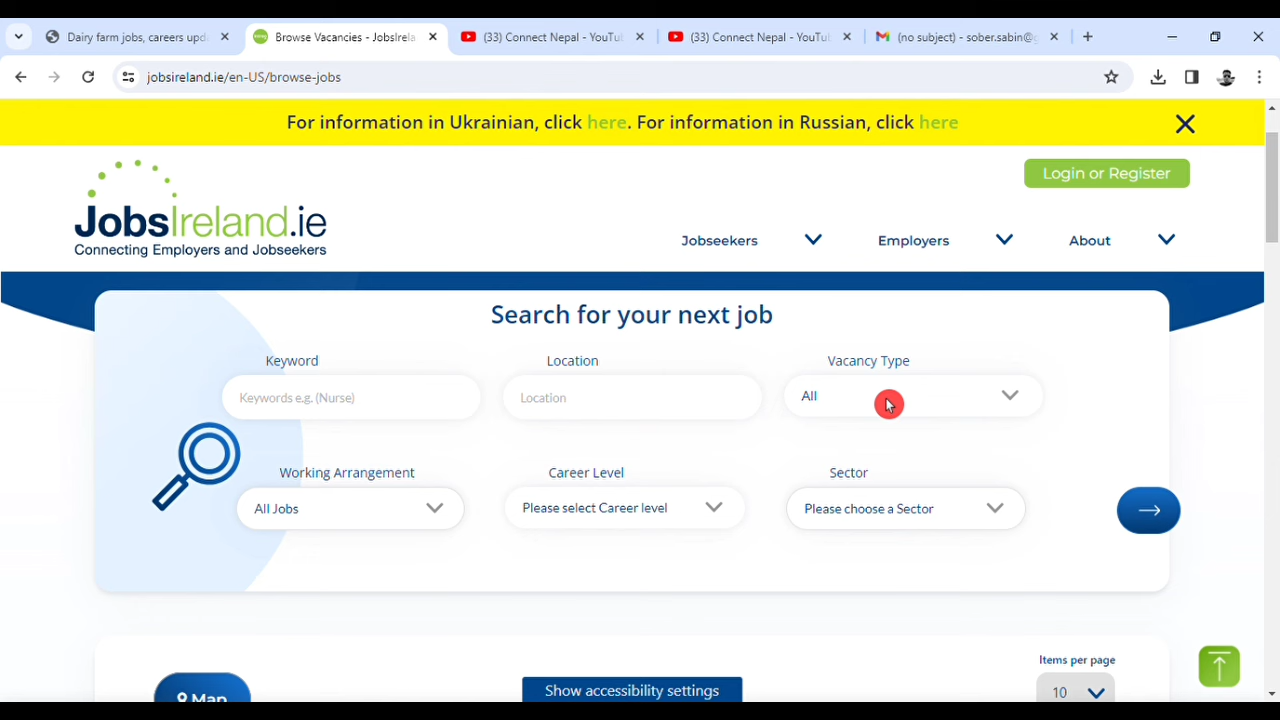 Dairy farm jobs, careers upd
Browse Vacancies - JobsIrela
(33) Connect Nepal - YouTu
(33) Connect Nepal - YouTu
(no subject) - sober.sabin@g
jobsireland.ie/en-US/browse-jobs
For information in Ukrainian, click here. For information in Russian, click here
Login or Register
JobsIreland.ie
Connecting Employers and Jobseekers
Jobseekers
Employers
About
Search for your next job
Keyword
Location
Vacancy Type
Keywords e.g. (Nurse)
Location
All
Working Arrangement
Career Level
Sector
All Jobs
Please select Career level
Please choose a Sector
Items per page
Map
Show accessibility settings
10